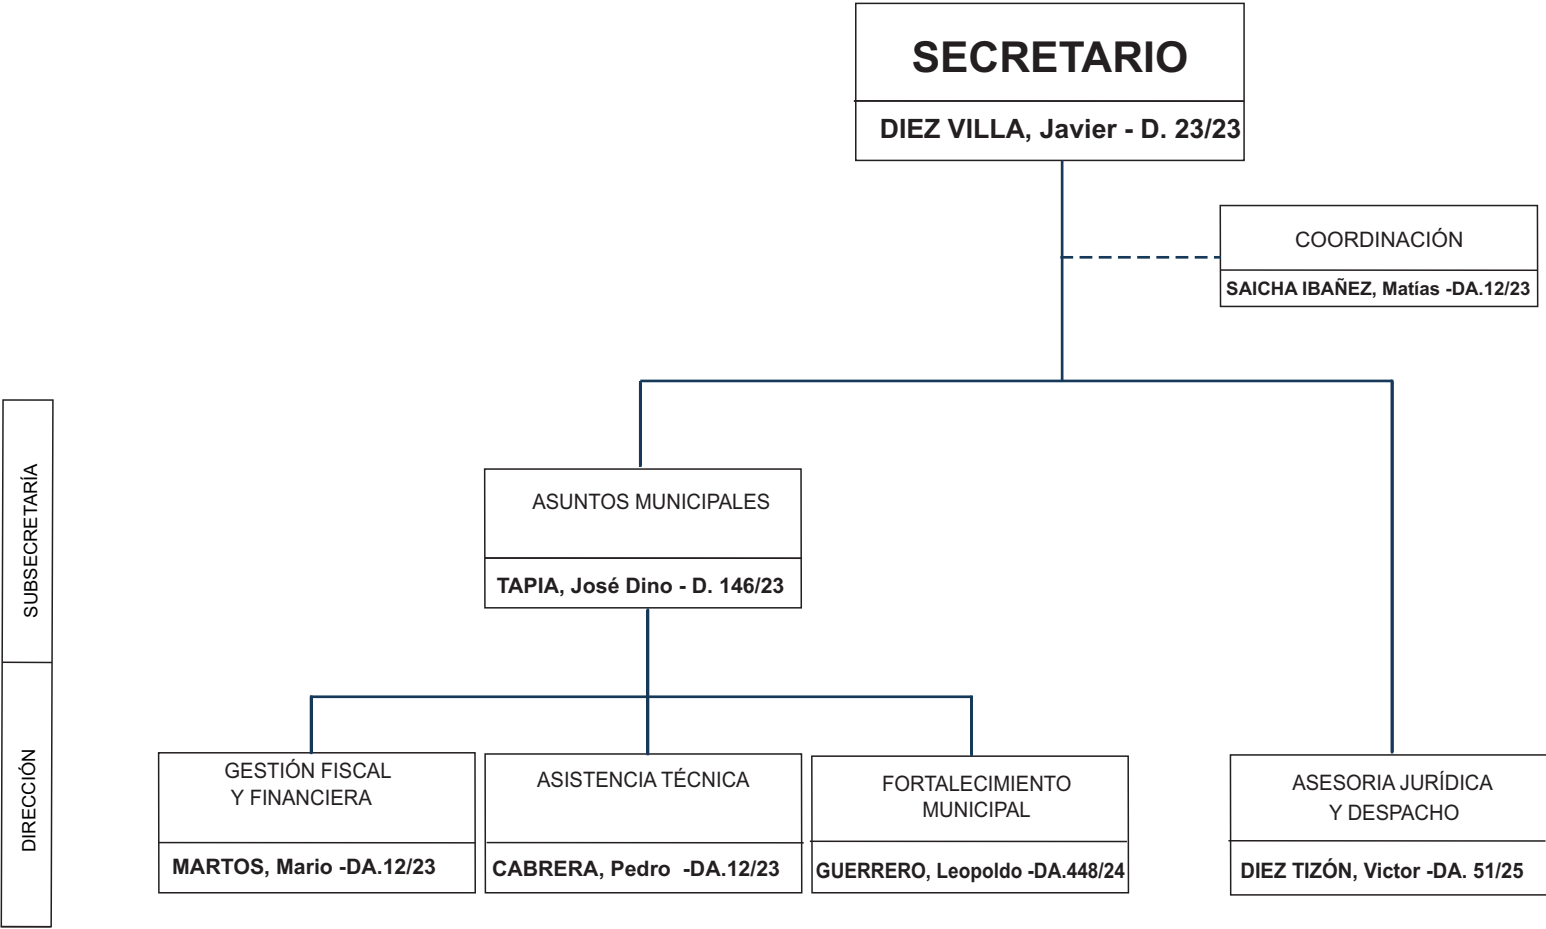 SECRETARIO
DIEZ VILLA, Javier - D. 23/23
COORDINACIÓN
SAICHA IBAÑEZ, Matías -DA.12/23
SUBSECRETARÍA
ASUNTOS MUNICIPALES
TAPIA, José Dino - D. 146/23
DIRECCIÓN
GESTIÓN FISCAL
Y FINANCIERA
MARTOS, Mario -DA.12/23
ASISTENCIA TÉCNICA
CABRERA, Pedro -DA.12/23
FORTALECIMIENTO
MUNICIPAL
GUERRERO, Leopoldo -DA.448/24
ASESORIA JURÍDICA
Y DESPACHO
DIEZ TIZÓN, Victor -DA. 51/25